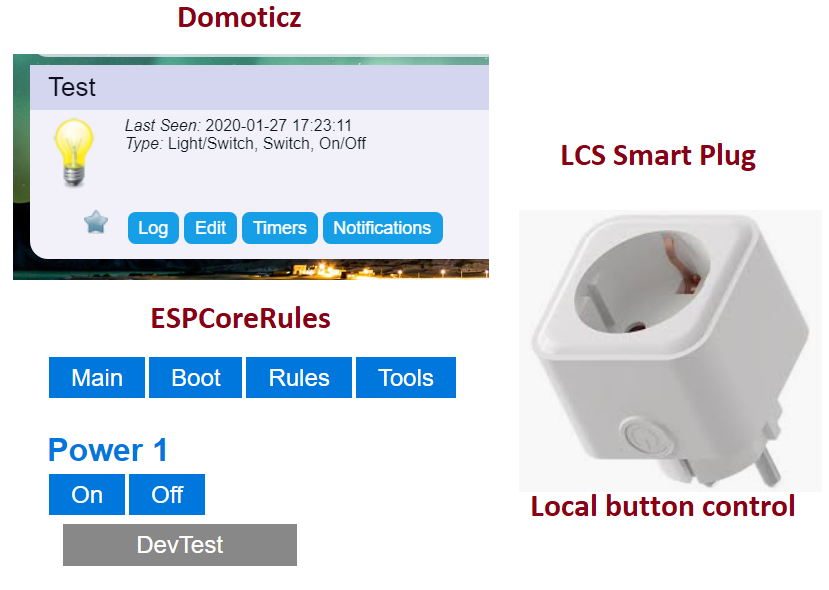 Domoticz
Test
Last Seen: 2020-01-27 17:23:11
Type: Light/Switch, Switch, On/Off
Log Edit Timers Notifications
LCS Smart Plug
ESPCoreRules
Main Boot Rules Tools
Power 1
On Off
DevTest
Local button control